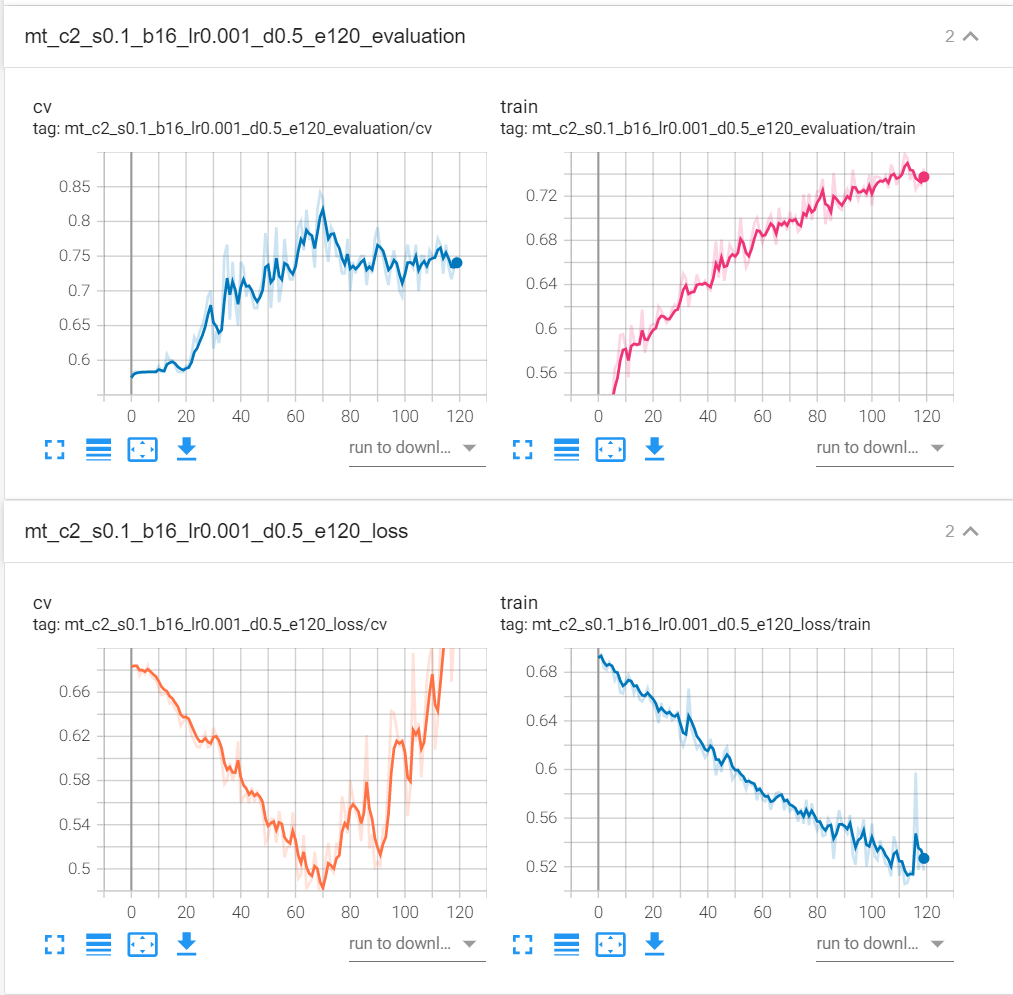 mt_c2_s0.1_b16_lr0.001_d0.5_e120_evaluation 2
cv
tag: mt_c2_s0.1_b16_lr0.001_d0.5_e120_evaluation/cv
0.85
0.8
0.75
0.7
0.65
0.6
0 20 40 60 80 100 120
run to downl...
train
tag: mt_c2_s0.1_b16_lr0.001_d0.5_e120_evaluation/train
0.72
0.68
0.64
0.6
0.56
0 20 40 60 80 100 120
run to downl...
mt_c2_s0.1_b16_lr0.001_d0.5_e120_loss 2
cv
tag: mt_c2_s0.1_b16_lr0.001_d0.5_e120_loss/cv
0.66
0.62
0.58
0.54
0.5
0 20 40 60 80 100 120
run to downl...
train
tag: mt_c2_s0.1_b16_lr0.001_d0.5_e120_loss/train
0.68
0.64
0.6
0.56
0.52
0 20 40 60 80 100 120
run to downl...